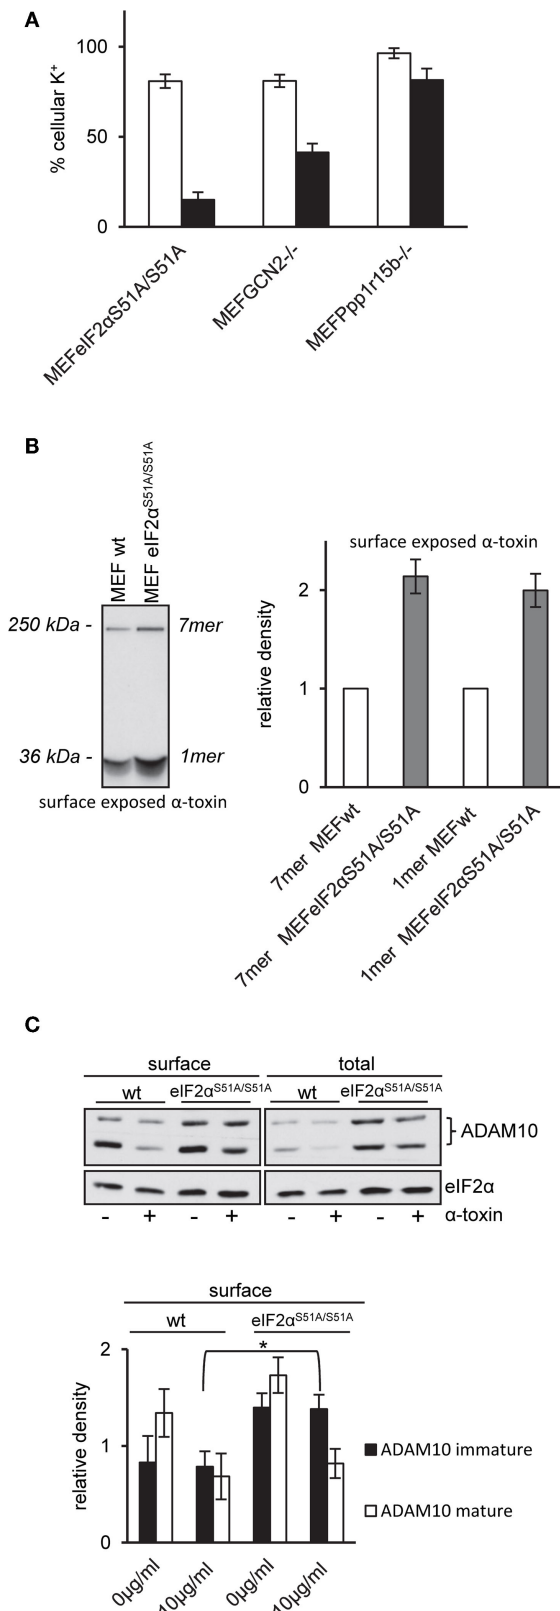 A
% cellular K⁺
100
50
0
MEFeIF2αS51A/S51A
MEFGCN2-/-
MEFPpp1r15b-/-
B
MEF wt
MEF eIF2α^S51A/S51A
250 kDa -
7mer
36 kDa -
1mer
surface exposed α-toxin
surface exposed α-toxin
relative density
2
1
0
7mer MEFwt
7mer MEFeIF2αS51A/S51A
1mer MEFwt
1mer MEFeIF2αS51A/S51A
C
surface total
wt eIF2α^S51A/S51A wt eIF2α^S51A/S51A
ADAM10
eIF2α
- + - + - + - + α-toxin
surface
wt eIF2α^S51A/S51A
*
relative density
2
1
0
ADAM10 immature
ADAM10 mature
0µg/ml
10µg/ml
0µg/ml
10µg/ml